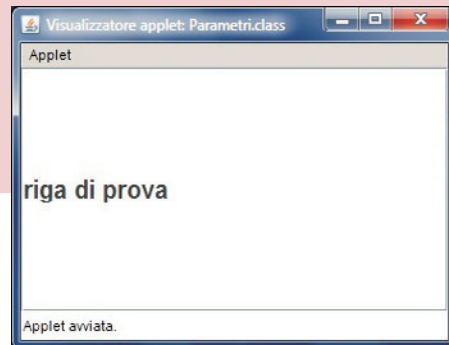 Visualizzatore applet: Parametri.class
Applet
riga di prova
Applet avviata.